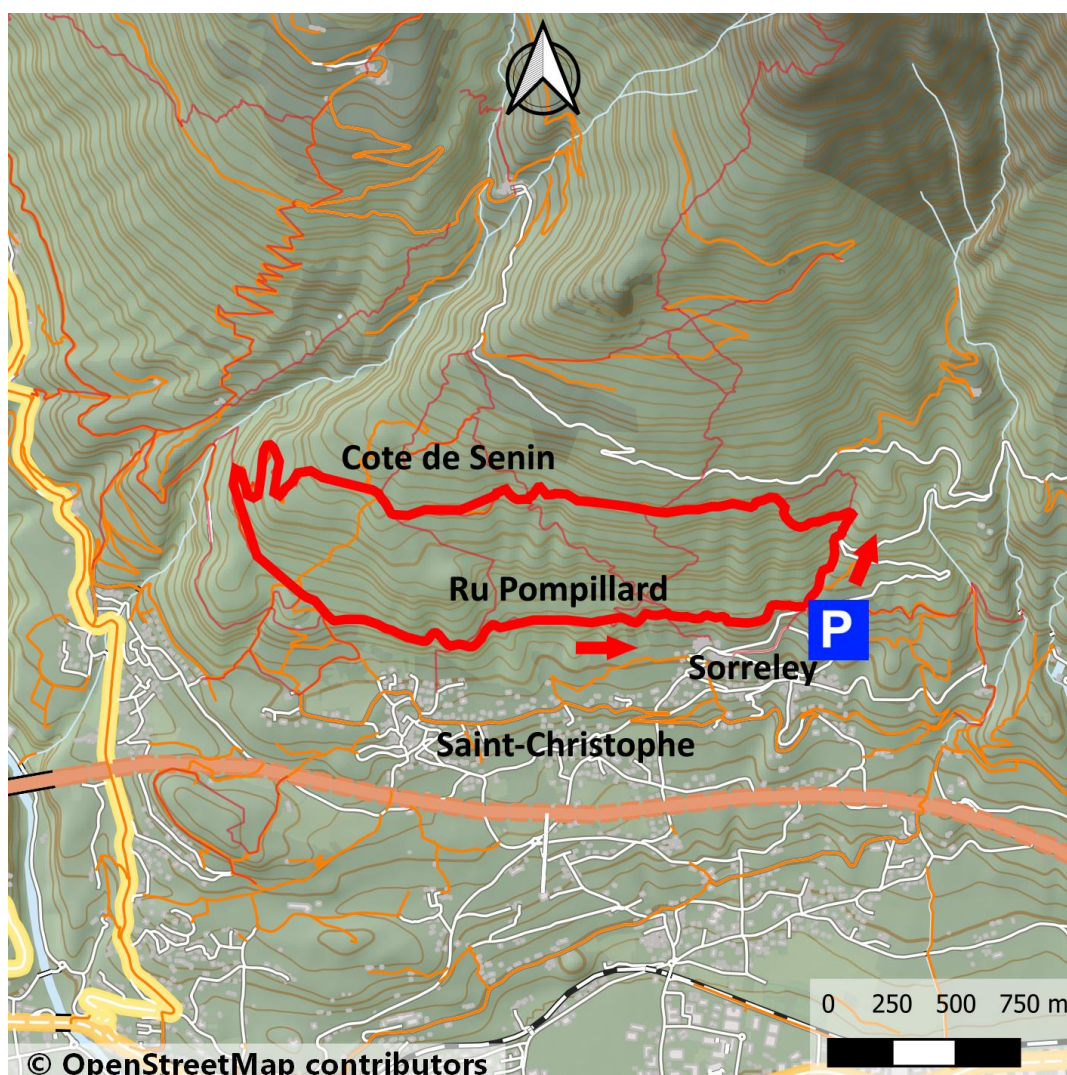 Cote de Senin
Ru Pompillard
P
Sorreley
Saint-Christophe
0 250 500 750 m
© OpenStreetMap contributors